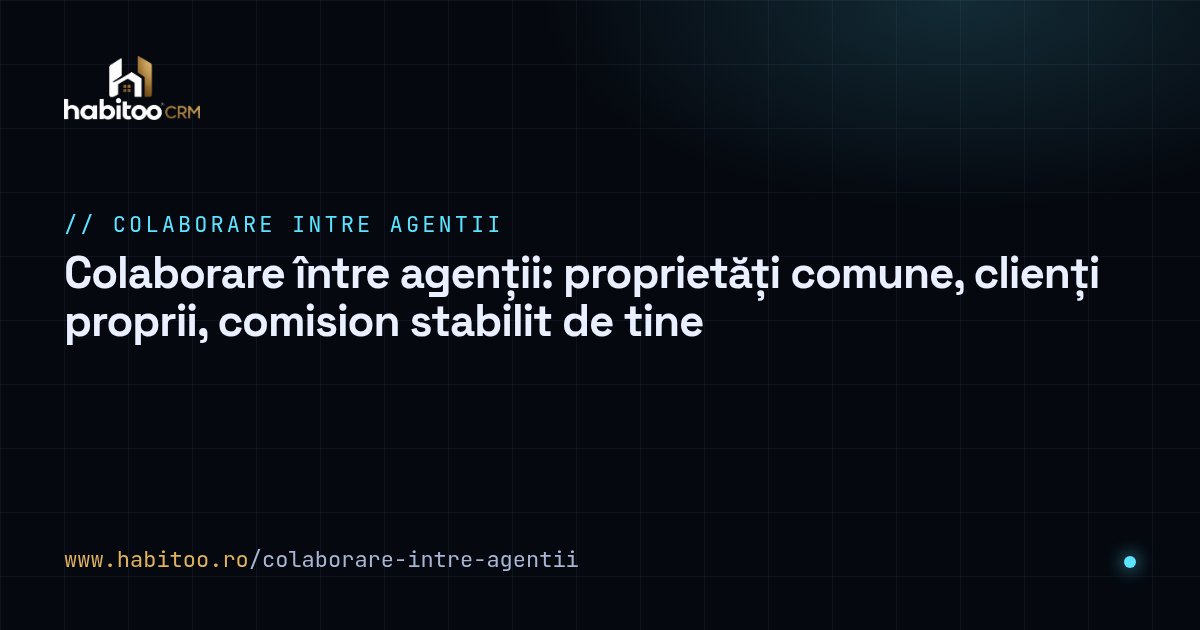 habitoo CRM
// COLABORARE INTRE AGENTII
Colaborare între agenții: proprietăți comune, clienți
proprii, comision stabilit de tine
www.habitoo.ro/colaborare-intre-agentii